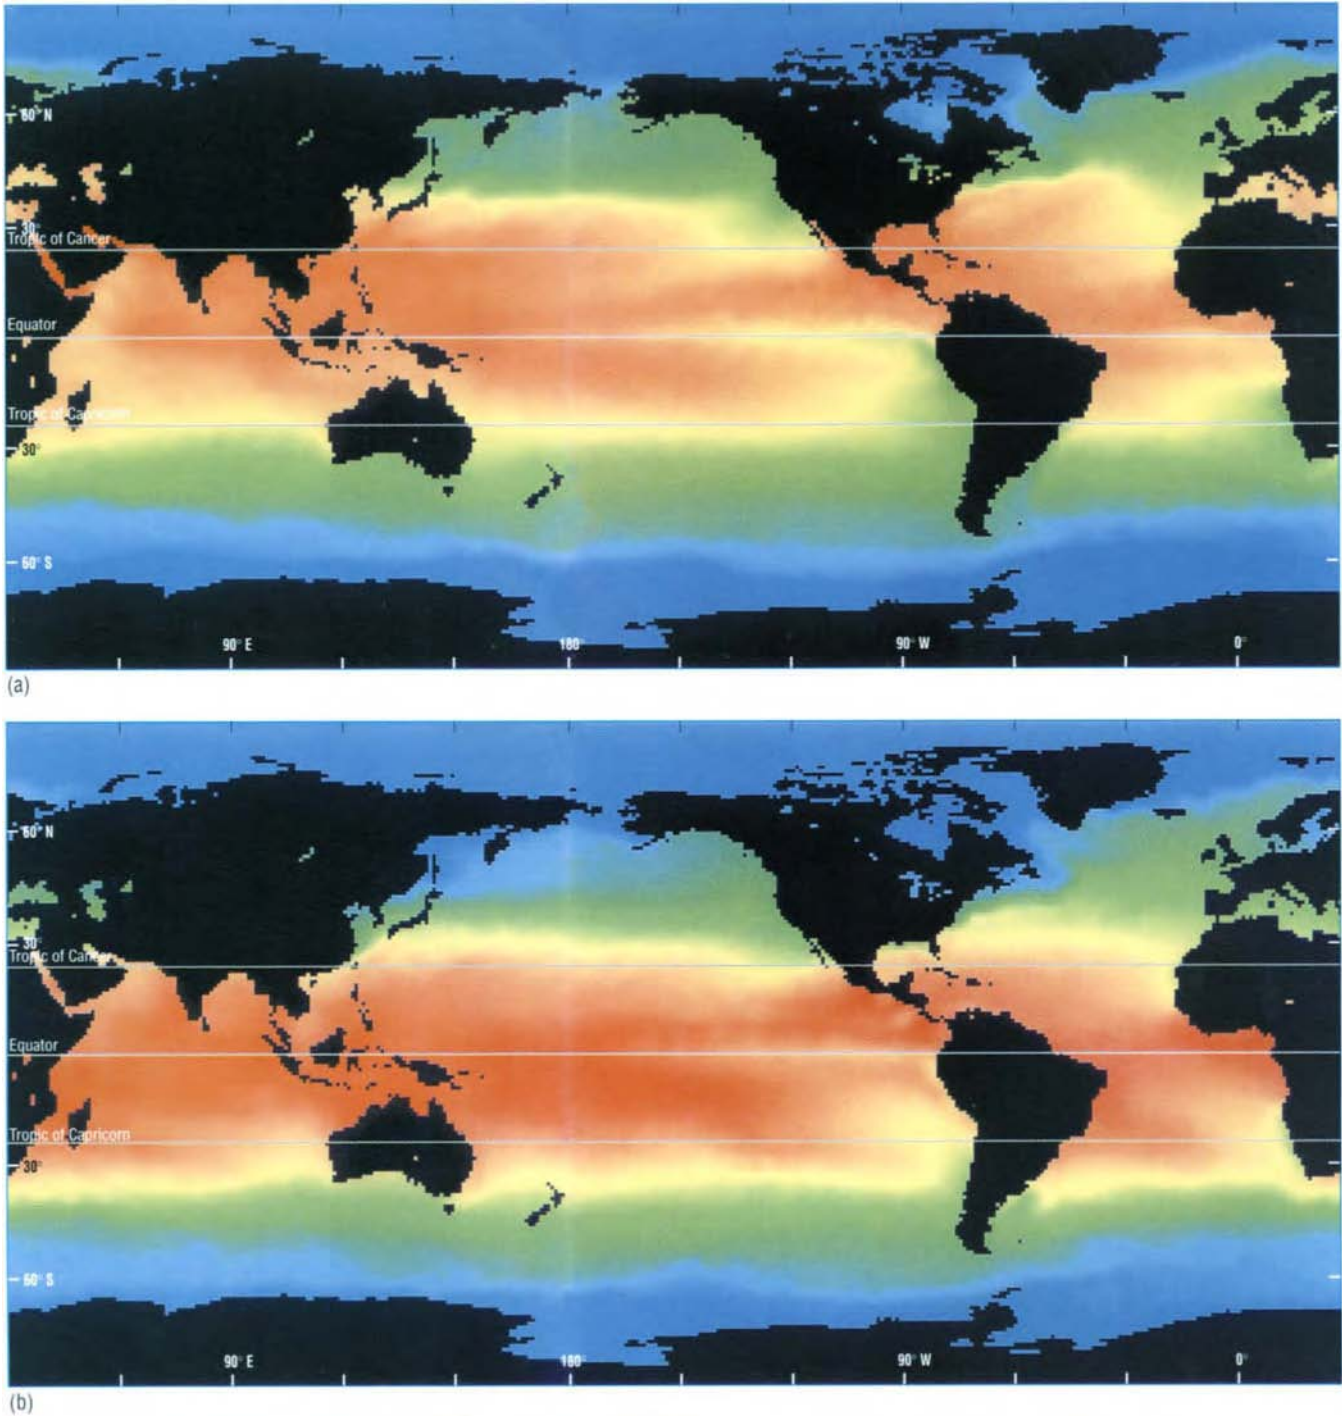 60° N
30°
Tropic of Cancer
Equator
Tropic of Capricorn
30°
60° S
90° E 180° 90° W 0°
(a)
60° N
30°
Tropic of Cancer
Equator
Tropic of Capricorn
30°
60° S
90° E 180° 90° W 0°
(b)